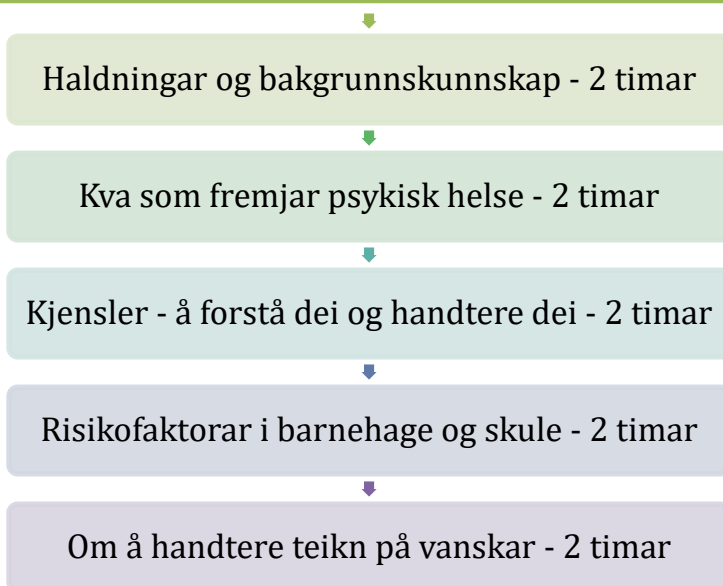 Haldningar og bakgrunnskunnskap - 2 timar
Kva som fremjar psykisk helse - 2 timar
Kjensler - å forstå dei og handtere dei - 2 timar
Risikofaktorar i barnehage og skule - 2 timar
Om å handtere teikn på vanskar - 2 timar